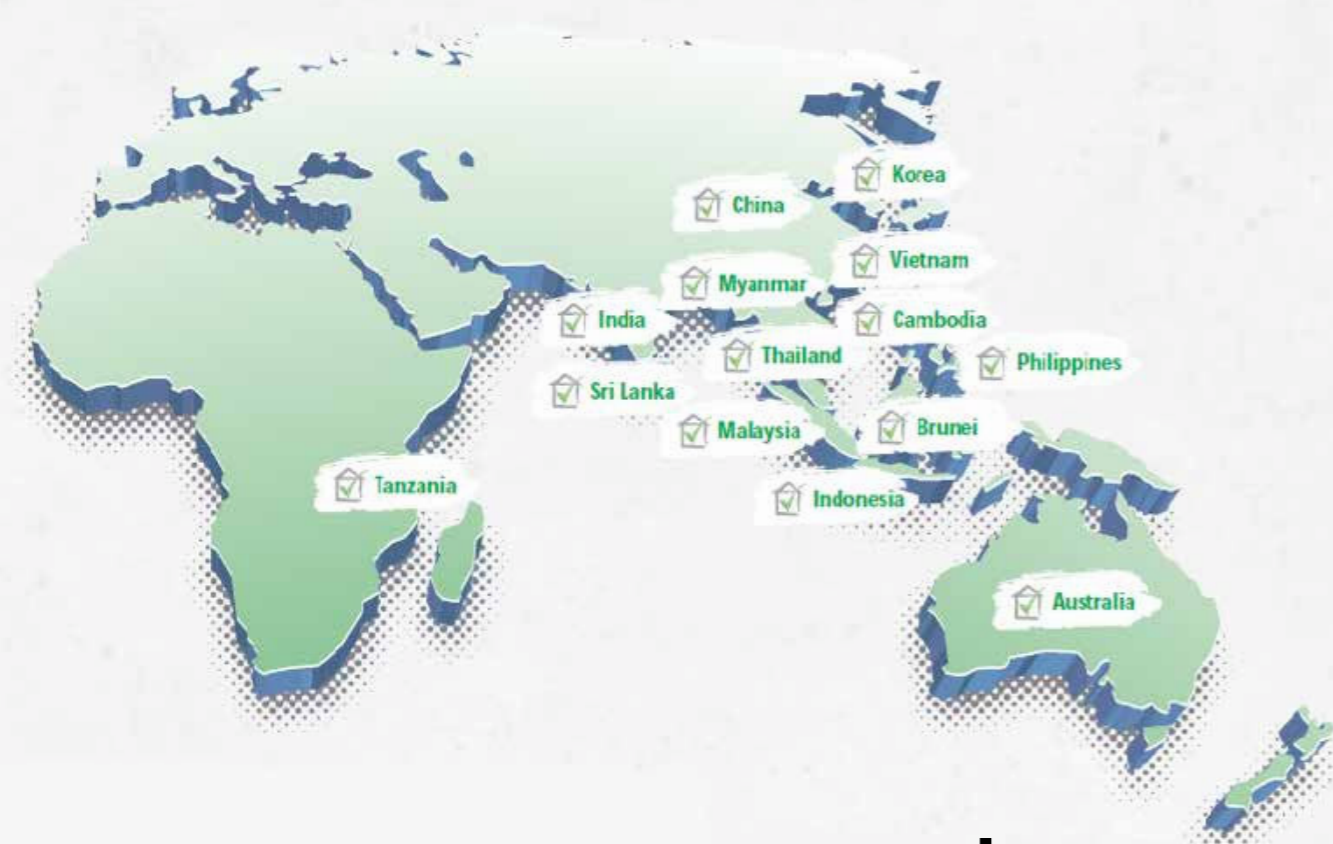 Korea
China
Vietnam
Myanmar
India
Cambodia
Thailand
Philippines
Sri Lanka
Malaysia
Brunei
Tanzania
Indonesia
Australia